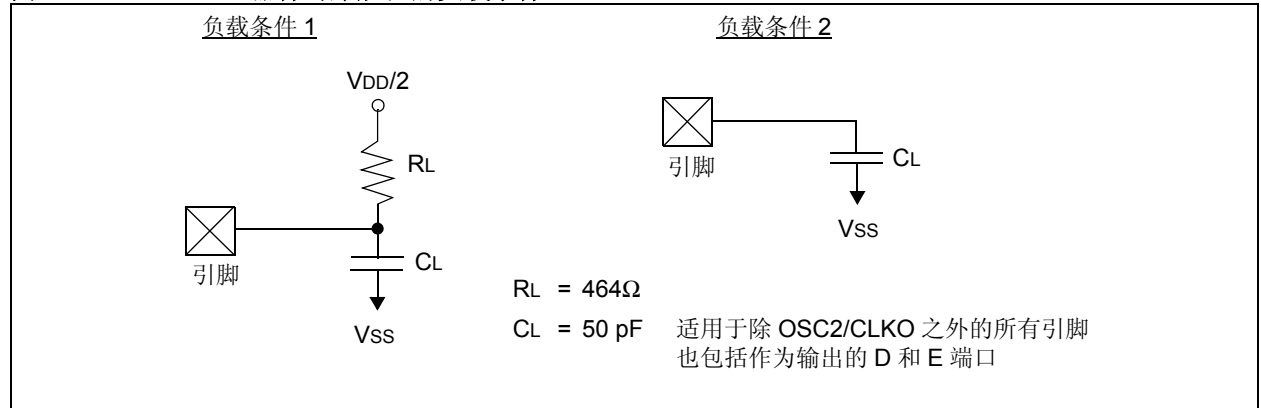 负载条件 1
负载条件 2
VDD/2
RL
CL
引脚
VSS
CL
引脚
VSS
RL = 464Ω
CL = 50 pF 适用于除 OSC2/CLKO 之外的所有引脚
也包括作为输出的 D 和 E 端口